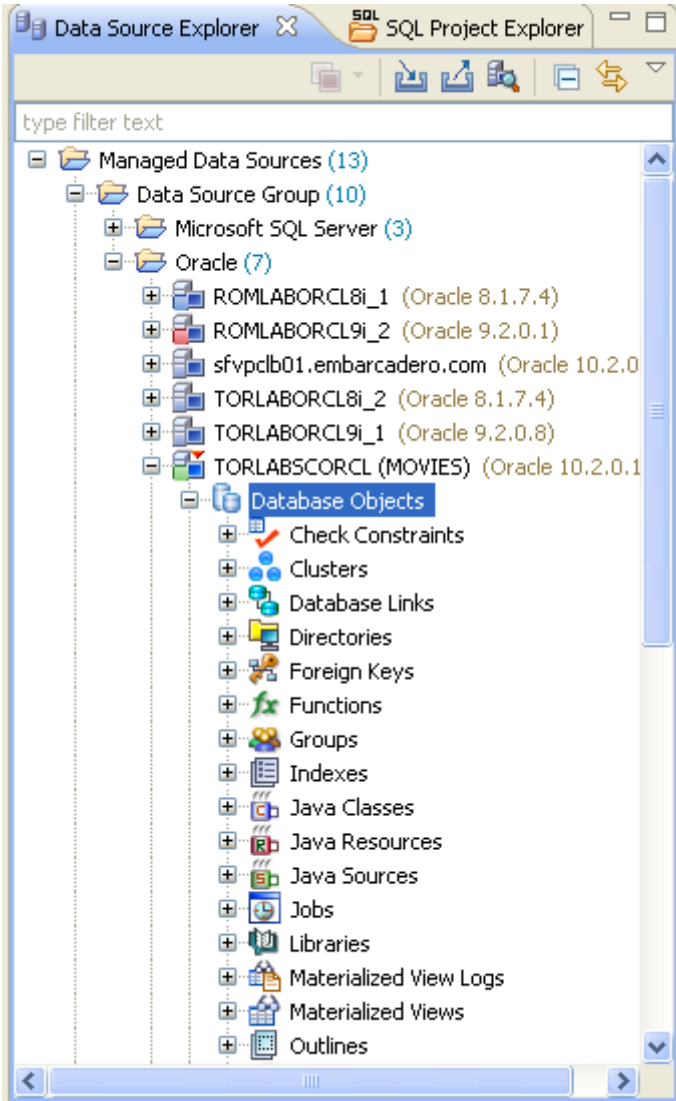 Data Source Explorer
SQL SQL Project Explorer
type filter text
Managed Data Sources (13)
Data Source Group (10)
Microsoft SQL Server (3)
Oracle (7)
ROMLABORCL8i_1 (Oracle 8.1.7.4)
ROMLABORCL9i_2 (Oracle 9.2.0.1)
sfvpclb01.embarcadero.com (Oracle 10.2.0
TORLABORCL8i_2 (Oracle 8.1.7.4)
TORLABORCL9i_1 (Oracle 9.2.0.8)
TORLABSCORCL (MOVIES) (Oracle 10.2.0.1
Database Objects
Check Constraints
Clusters
Database Links
Directories
Foreign Keys
fx Functions
Groups
Indexes
C Java Classes
R Java Resources
S Java Sources
Jobs
Libraries
Materialized View Logs
Materialized Views
Outlines